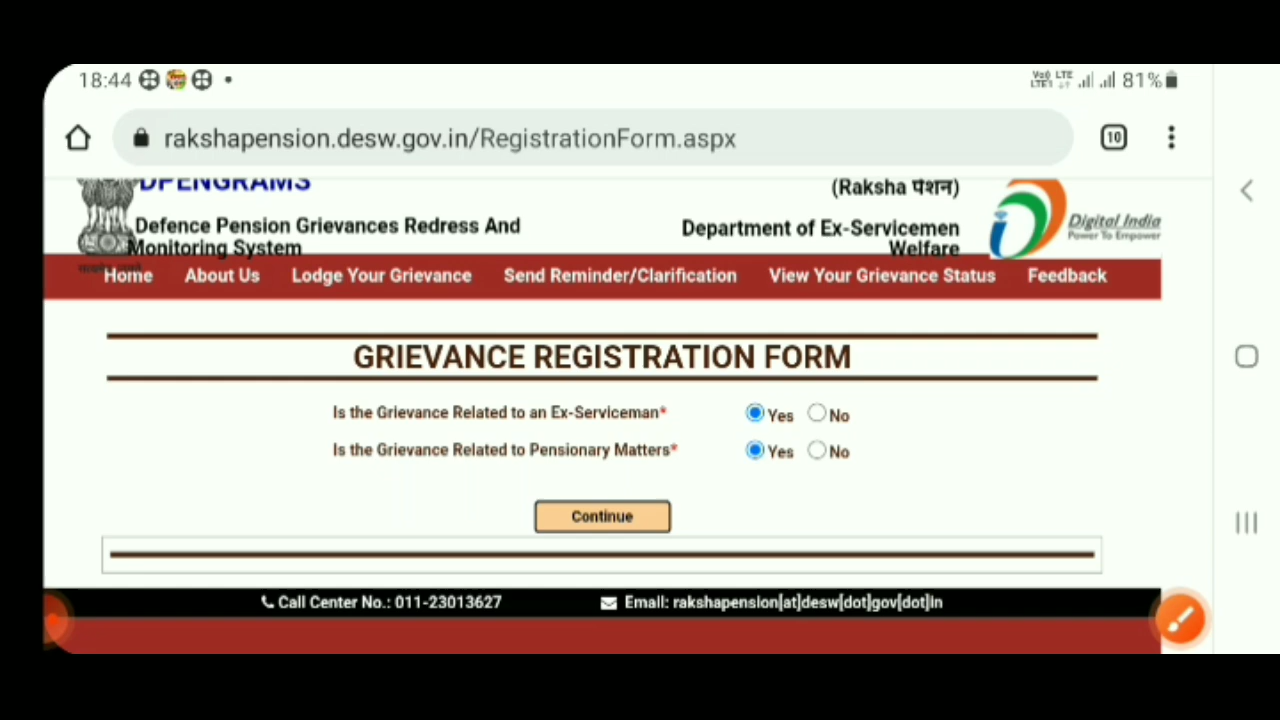 18:44
Vo) LTE
LTE1
81%
rakshapension.desw.gov.in/RegistrationForm.aspx
10
DPENGRAMS
(Raksha पेंशन)
Defence Pension Grievances Redress And
Monitoring System
Department of Ex-Servicemen
Welfare
Digital India
Power To Empower
Home About Us Lodge Your Grievance Send Reminder/Clarification View Your Grievance Status Feedback
GRIEVANCE REGISTRATION FORM
Is the Grievance Related to an Ex-Serviceman* Yes No
Is the Grievance Related to Pensionary Matters* Yes No
Continue
Call Center No.: 011-23013627 Email: rakshapension[at]desw[dot]gov[dot]in